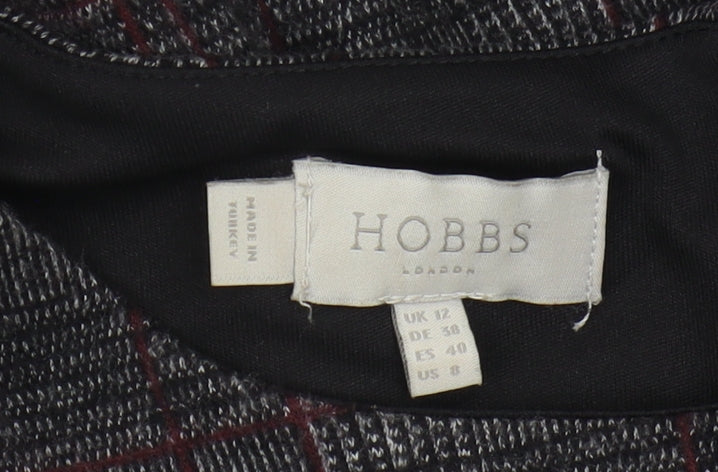 MADE IN
TURKEY
HOBBS
LONDON
UK 12
DE 38
ES 40
US 8